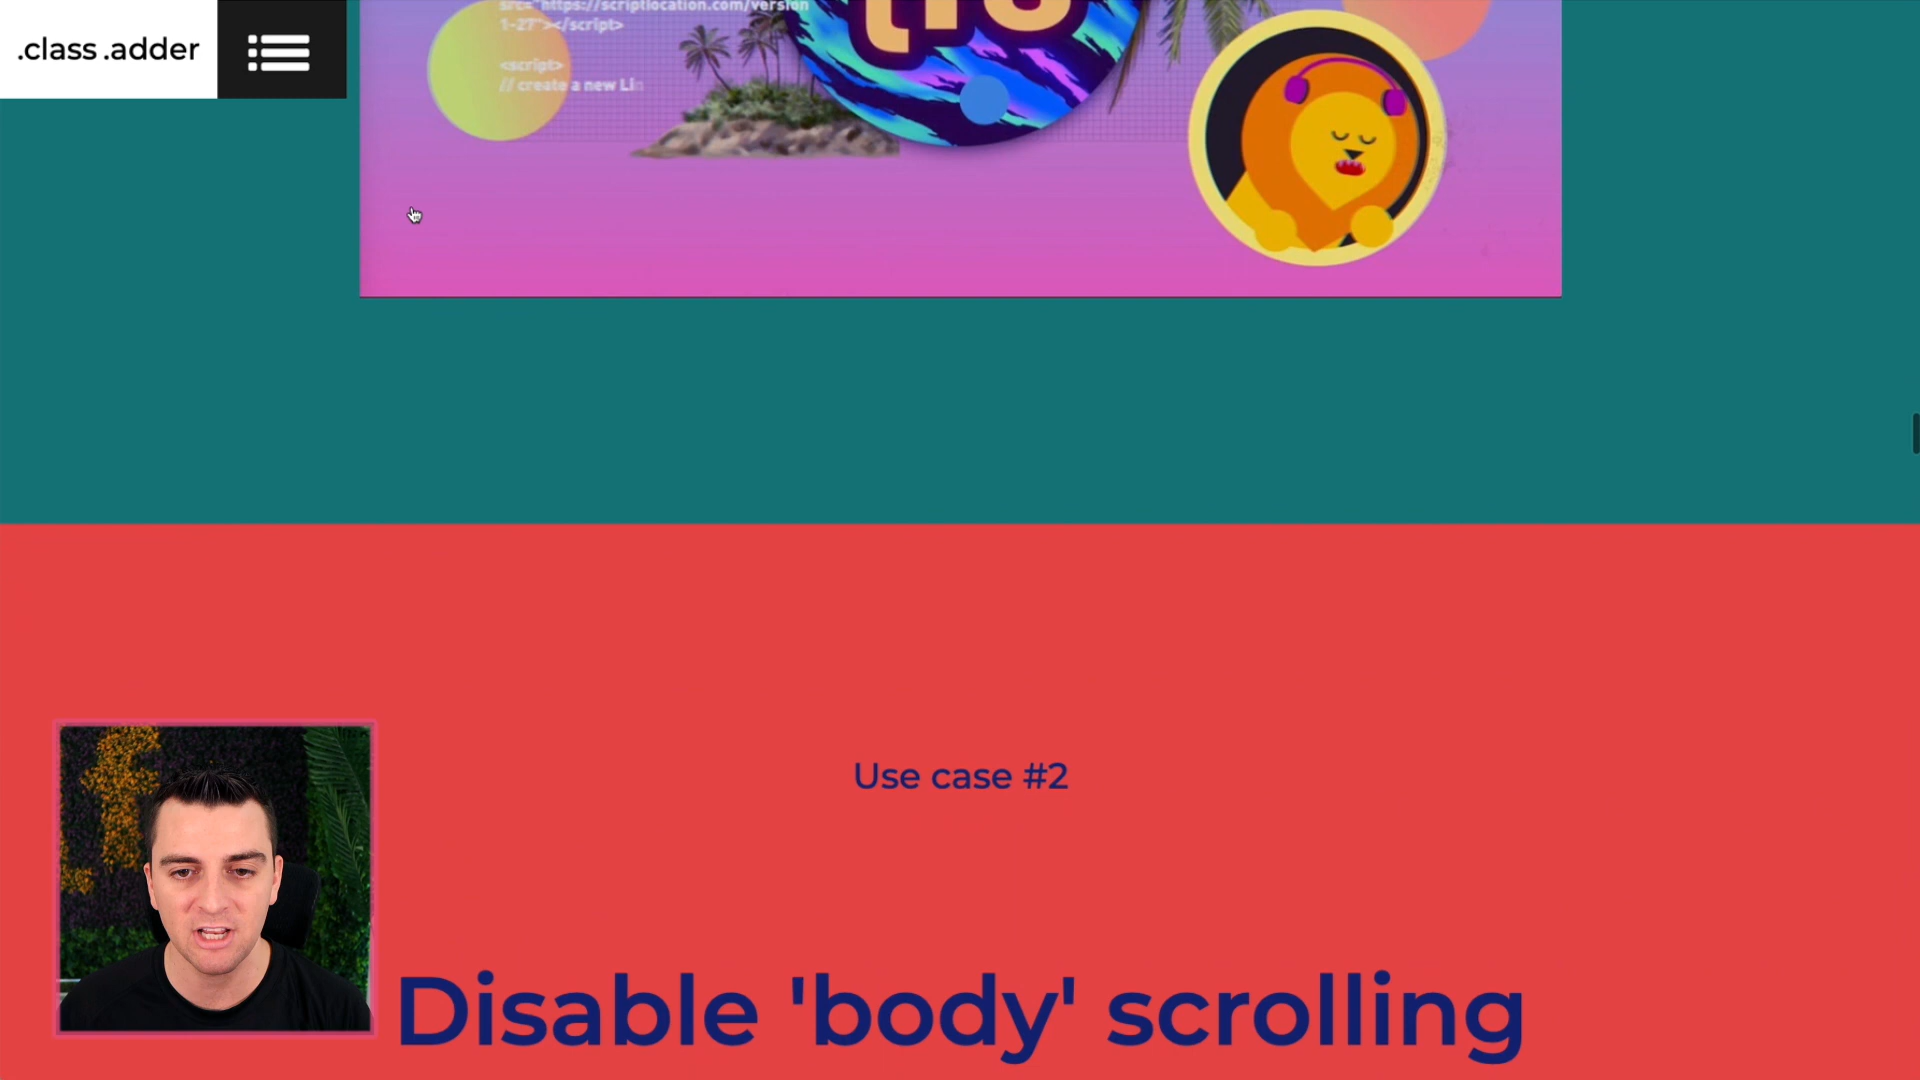 src="https://scriptlocation.com/version
1-27"></script>
.class .adder
<script>
// create a new Lin
Use case #2
Disable 'body' scrolling